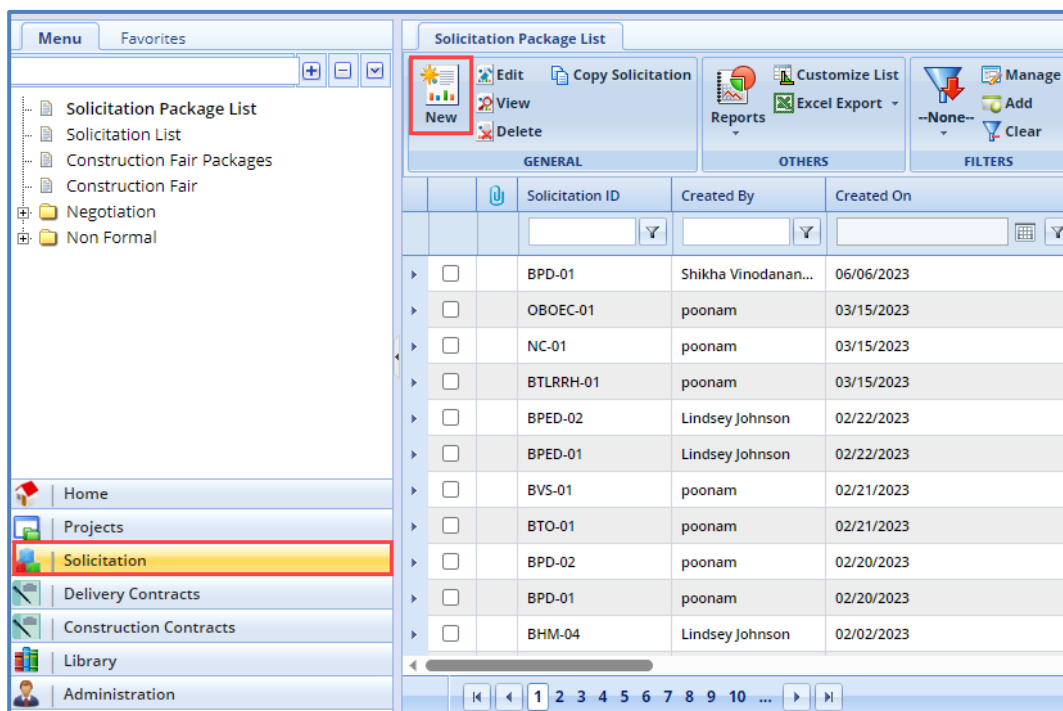 Menu Favorites
Solicitation Package List
Solicitation List
Construction Fair Packages
Construction Fair
Negotiation
Non Formal
Home
Projects
Solicitation
Delivery Contracts
Construction Contracts
Library
Administration
Solicitation Package List
New
Edit Copy Solicitation
View
Delete
GENERAL
Reports
Customize List
Excel Export
OTHERS
--None--
Manage
Add
Clear
FILTERS
Solicitation ID Created By Created On
BPD-01 Shikha Vinodanan... 06/06/2023
OBOEC-01 poonam 03/15/2023
NC-01 poonam 03/15/2023
BTLRRH-01 poonam 03/15/2023
BPED-02 Lindsey Johnson 02/22/2023
BPED-01 Lindsey Johnson 02/22/2023
BVS-01 poonam 02/21/2023
BTO-01 poonam 02/21/2023
BPD-02 poonam 02/20/2023
BPD-01 poonam 02/20/2023
BHM-04 Lindsey Johnson 02/02/2023
1 2 3 4 5 6 7 8 9 10 ...